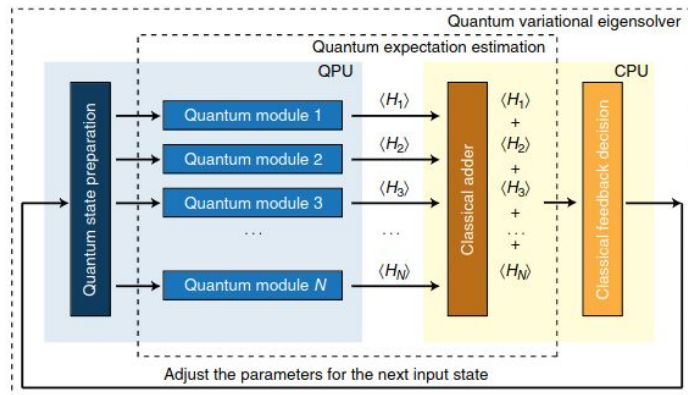 Quantum variational eigensolver
Quantum expectation estimation
QPU
CPU
Quantum state preparation
Quantum module 1
Quantum module 2
Quantum module 3
...
Quantum module N
⟨H₁⟩
⟨H₂⟩
⟨H₃⟩
...
⟨H_N⟩
Classical adder
⟨H₁⟩
+
⟨H₂⟩
+
⟨H₃⟩
+
...
+
⟨H_N⟩
Classical feedback decision
Adjust the parameters for the next input state